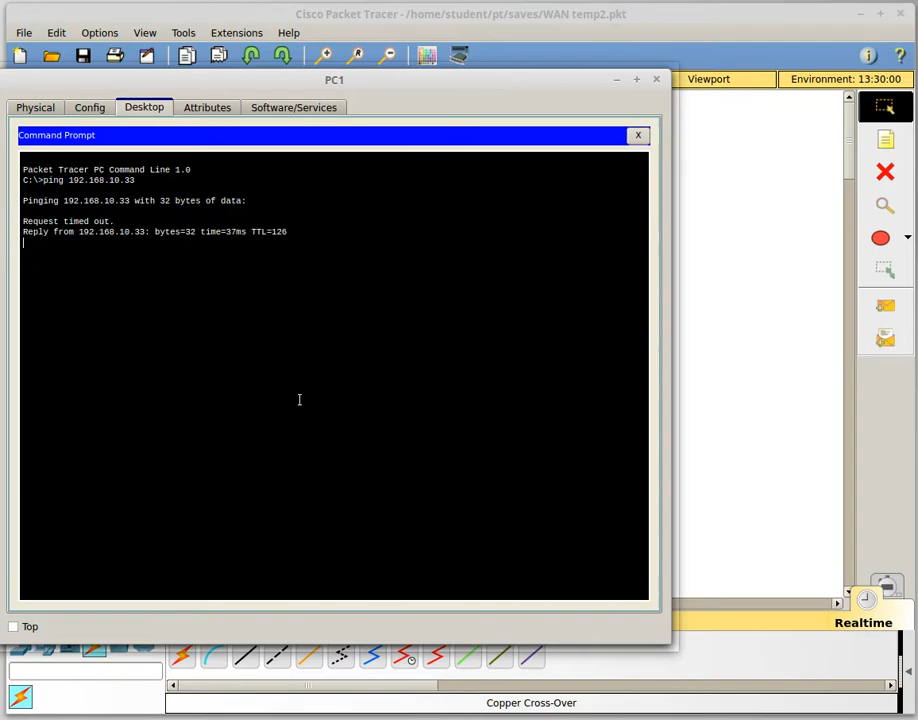 Cisco Packet Tracer - /home/student/pt/saves/WAN temp2.pkt
File Edit Options View Tools Extensions Help
PC1
Viewport
Environment: 13:30:00
Physical Config Desktop Attributes Software/Services
Command Prompt
X
Packet Tracer PC Command Line 1.0
C:\>ping 192.168.10.33
Pinging 192.168.10.33 with 32 bytes of data:
Request timed out.
Reply from 192.168.10.33: bytes=32 time=37ms TTL=126
Top
Realtime
Copper Cross-Over